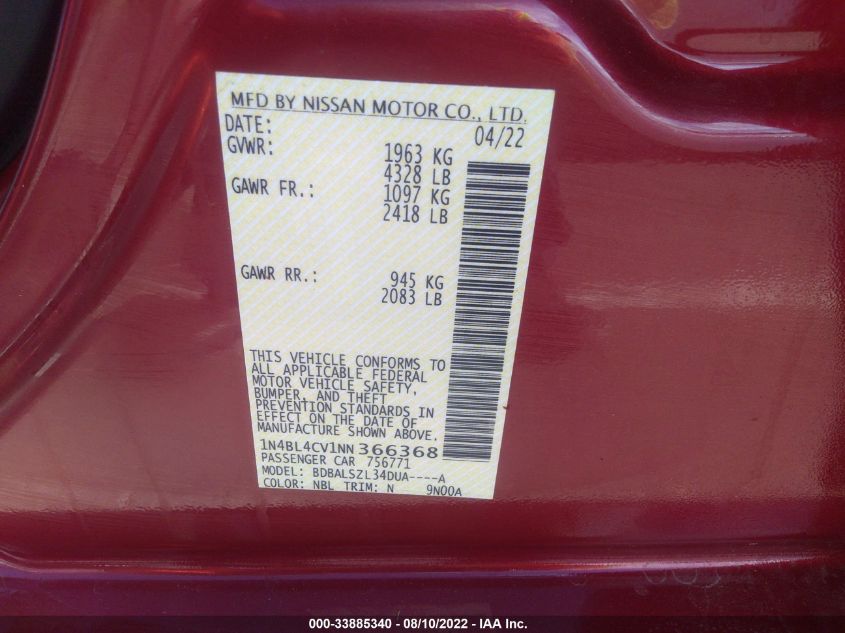 MFD BY NISSAN MOTOR CO., LTD.
DATE: 04/22
GVWR: 1963 KG
4328 LB
GAWR FR.: 1097 KG
2418 LB
GAWR RR.: 945 KG
2083 LB
THIS VEHICLE CONFORMS TO
ALL APPLICABLE FEDERAL
MOTOR VEHICLE SAFETY,
BUMPER, AND THEFT
PREVENTION STANDARDS IN
EFFECT ON THE DATE OF
MANUFACTURE SHOWN ABOVE.
1N4BL4CV1NN366368
PASSENGER CAR 756771
MODEL: BDBALSZL34DUA----A
COLOR: NBL TRIM: N 9N00A
000-33885340 - 08/10/2022 - IAA Inc.